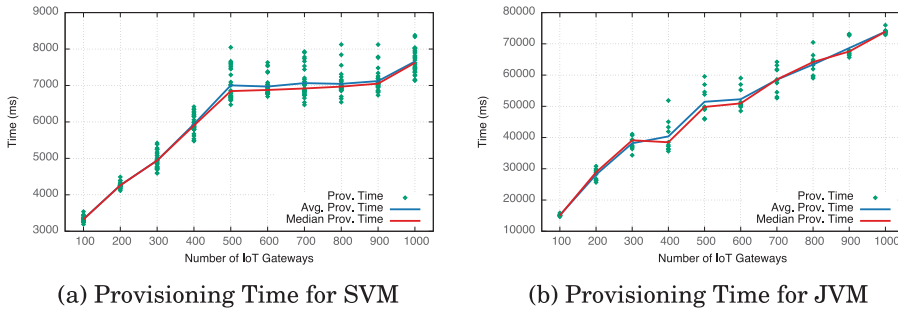 9000
8000
7000
6000
5000
4000
3000
Time (ms)
100 200 300 400 500 600 700 800 900 1000
Number of IoT Gateways
Prov. Time
Avg. Prov. Time
Median Prov. Time
(a) Provisioning Time for SVM
80000
70000
60000
50000
40000
30000
20000
10000
Time (ms)
100 200 300 400 500 600 700 800 900 1000
Number of IoT Gateways
Prov. Time
Avg. Prov. Time
Median Prov. Time
(b) Provisioning Time for JVM